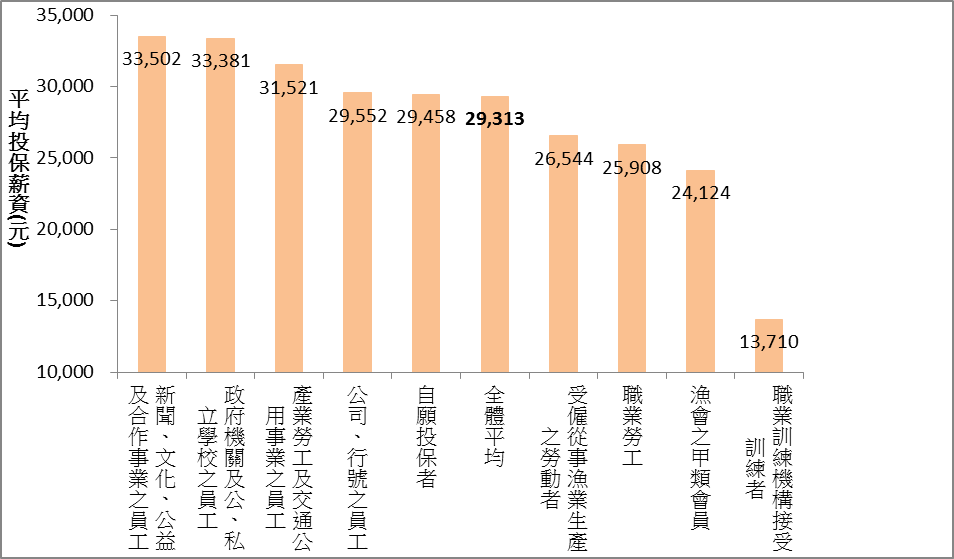 35,000
30,000
25,000
20,000
15,000
10,000
平均投保薪資(元)
33,502
33,381
31,521
29,552
29,458
29,313
26,544
25,908
24,124
13,710
新聞、文化、公益
及合作事業之員工
政府機關及公、私
立學校之員工
產業勞工及交通公
用事業之員工
公司、行號之員工
自願投保者
全體平均
受僱從事漁業生產
之勞動者
職業勞工
漁會之甲類會員
職業訓練機構接受
訓練者